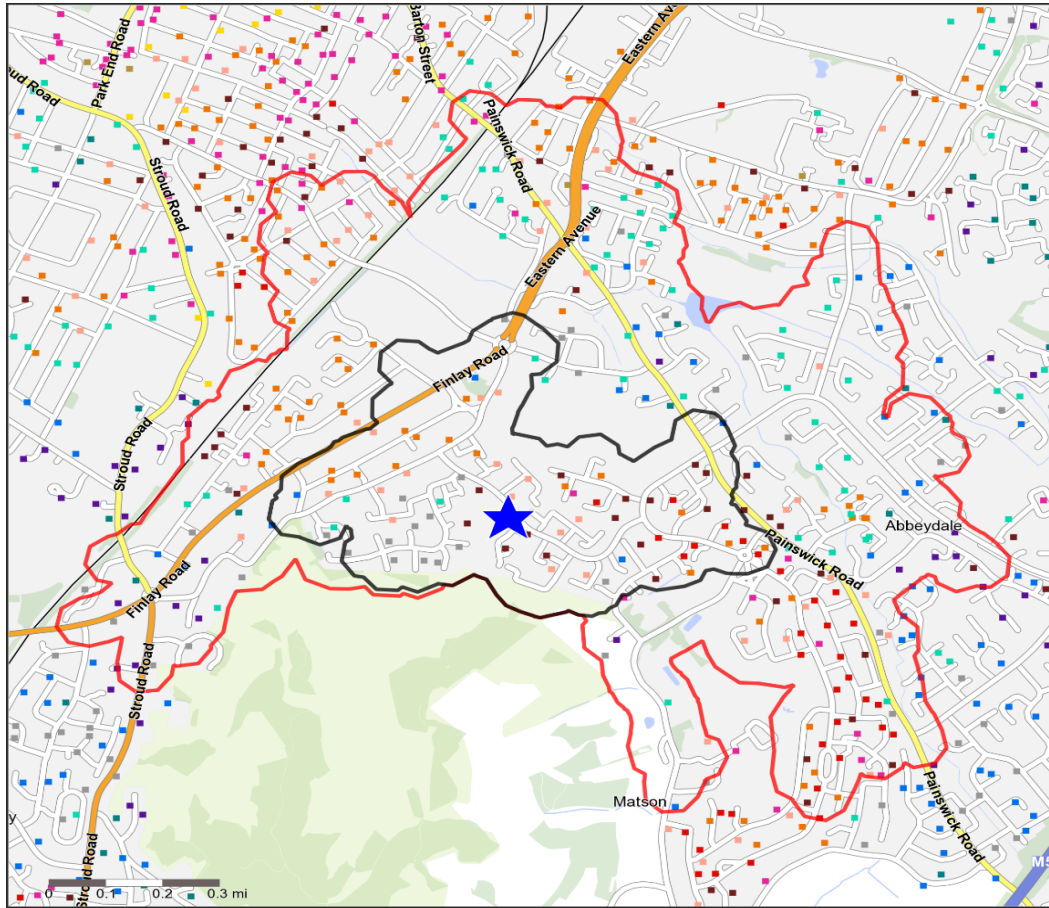 Barton Street
Park End Road
Eastern Avenue
oud Road
Painswick Road
Stroud Road
Eastern Avenue
Finlay Road
Stroud Road
Abbeydale
Painswick Road
Finlay Road
Stroud Road
Matson
Painswick Road
y
Stroud Road
M5
0 0.1 0.2 0.3 mi